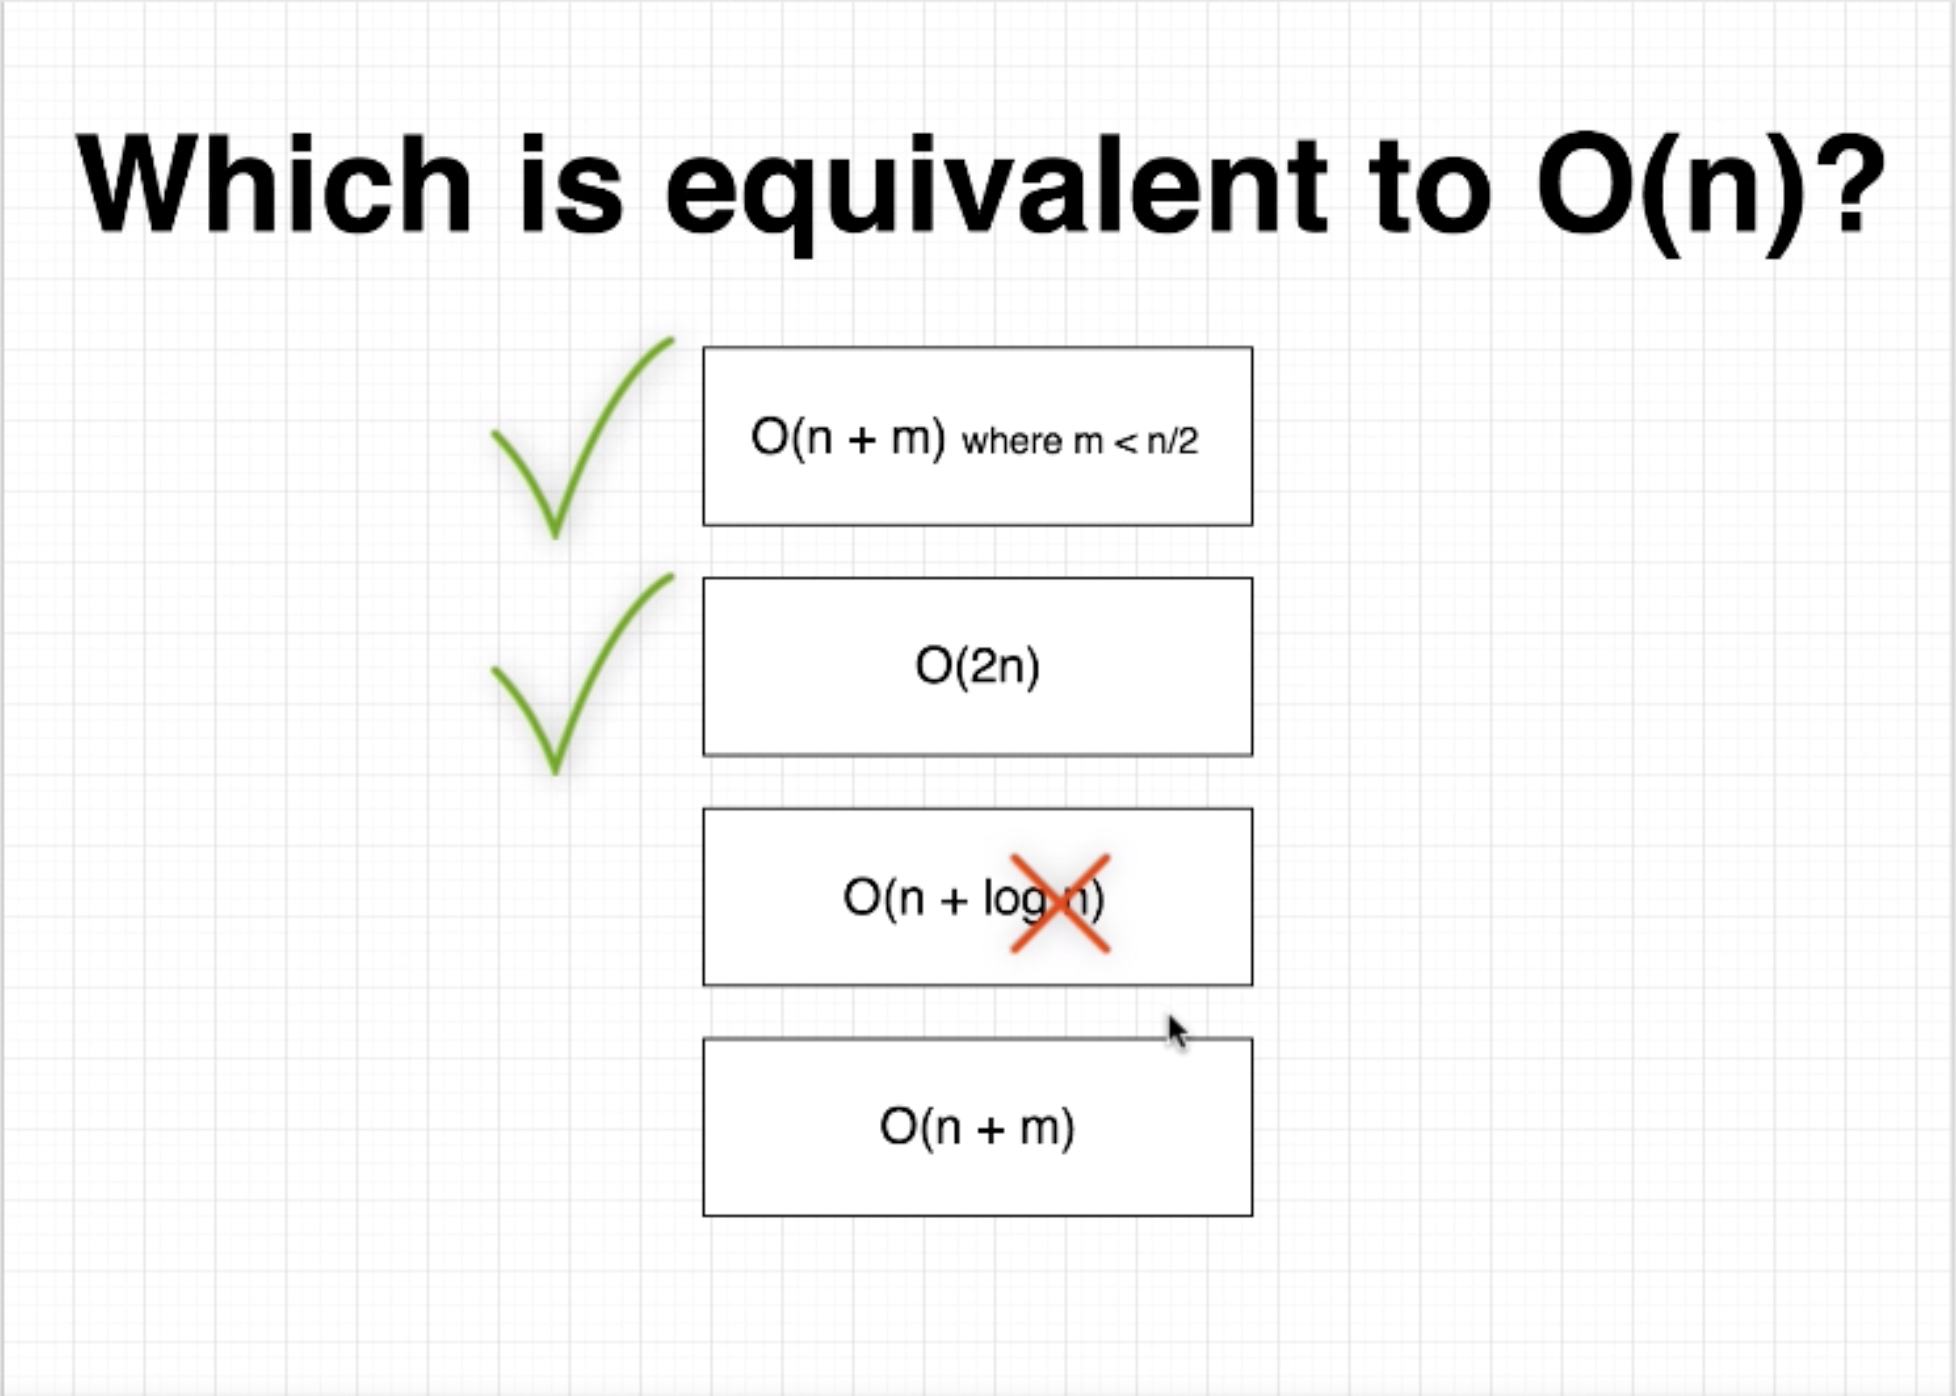 Which is equivalent to O(n)?
O(n + m) where m < n/2
O(2n)
O(n + log n)
O(n + m)